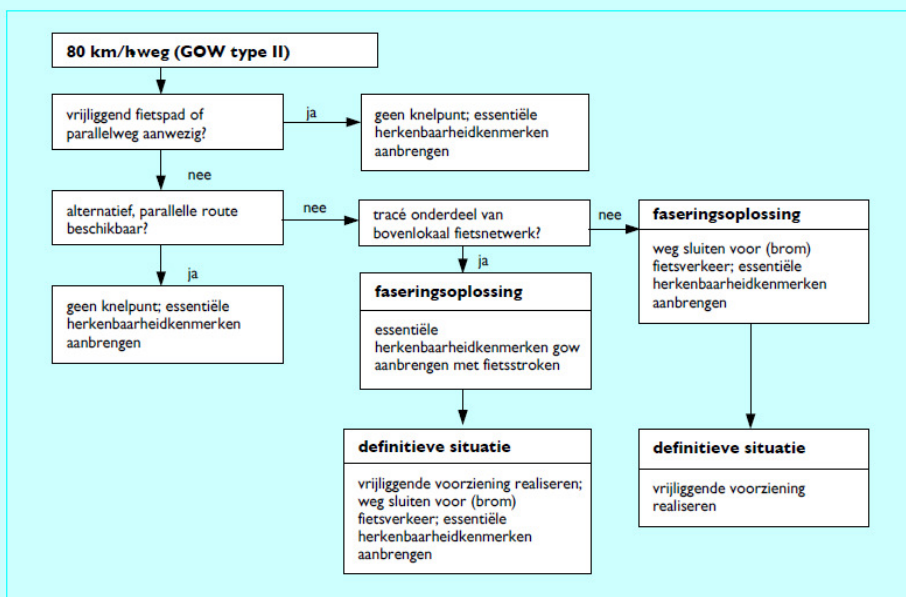 80 km/h-weg (GOW type II)
vrijliggend fietspad of
parallelweg aanwezig?
ja
geen knelpunt; essentiële
herkenbaarheidkenmerken
aanbrengen
nee
alternatief, parallelle route
beschikbaar?
nee
tracé onderdeel van
bovenlokaal fietsnetwerk?
nee
faseringsoplossing
weg sluiten voor (brom)
fietsverkeer; essentiële
herkenbaarheidkenmerken
aanbrengen
ja
geen knelpunt; essentiële
herkenbaarheidkenmerken
aanbrengen
ja
faseringsoplossing
essentiële
herkenbaarheidkenmerken gow
aanbrengen met fietsstroken
definitieve situatie
vrijliggende voorziening realiseren;
weg sluiten voor (brom)
fietsverkeer; essentiële
herkenbaarheidkenmerken
aanbrengen
definitieve situatie
vrijliggende voorziening
realiseren